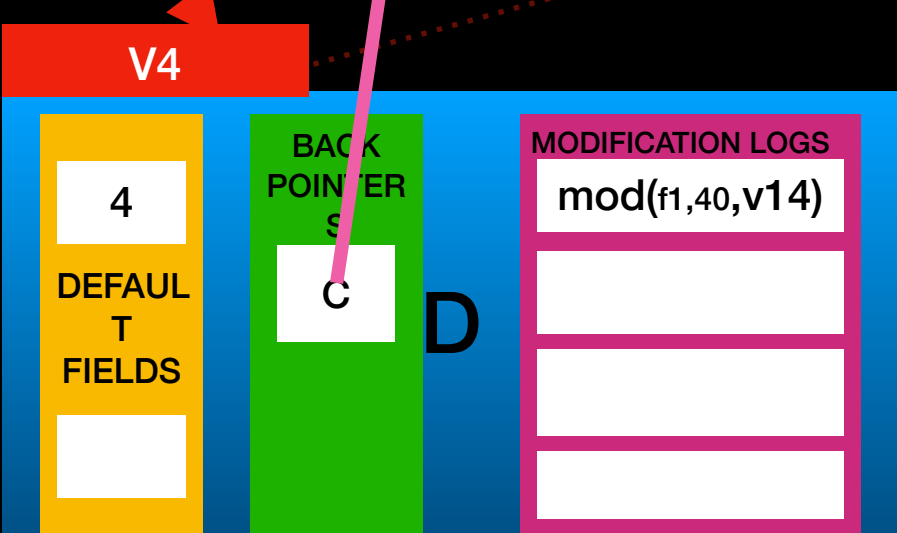 V4
4
DEFAUL
T
FIELDS
BACK
POINTER
S
C
D
MODIFICATION LOGS
mod(f1,40,v14)